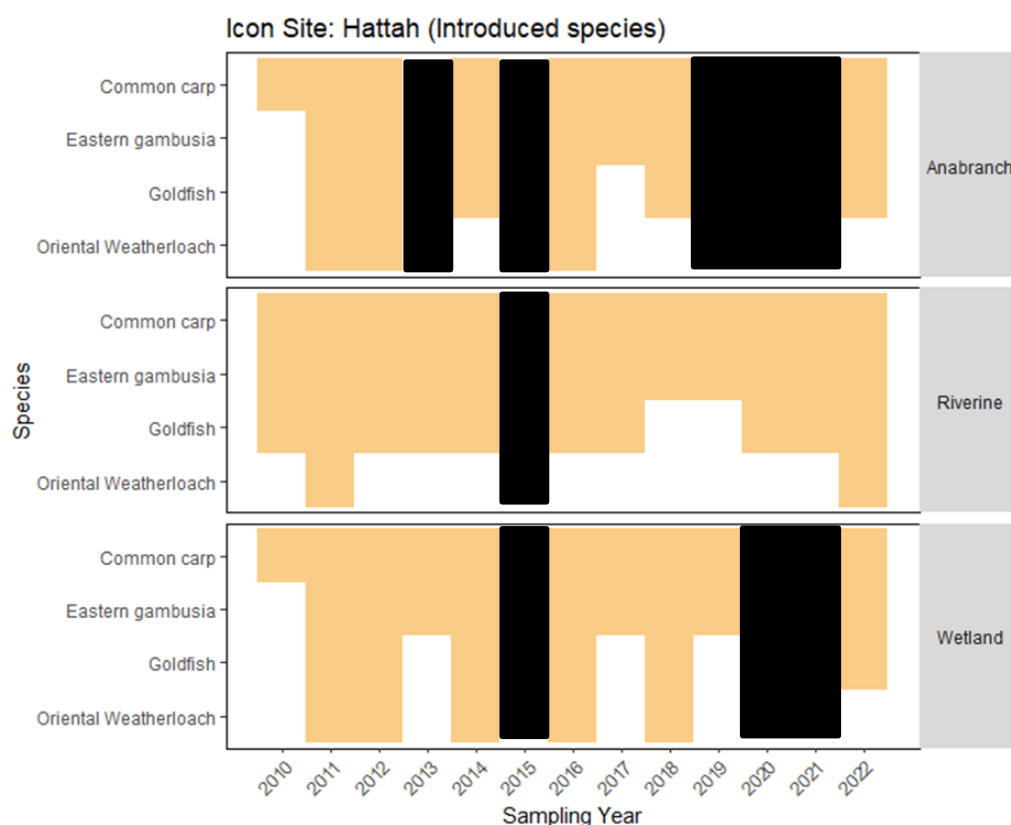 Icon Site: Hattah (Introduced species)
Common carp
Eastern gambusia
Goldfish
Oriental Weatherloach
Anabranch
Species
Common carp
Eastern gambusia
Goldfish
Oriental Weatherloach
Riverine
Common carp
Eastern gambusia
Goldfish
Oriental Weatherloach
Wetland
2010 2011 2012 2013 2014 2015 2016 2017 2018 2019 2020 2021 2022
Sampling Year